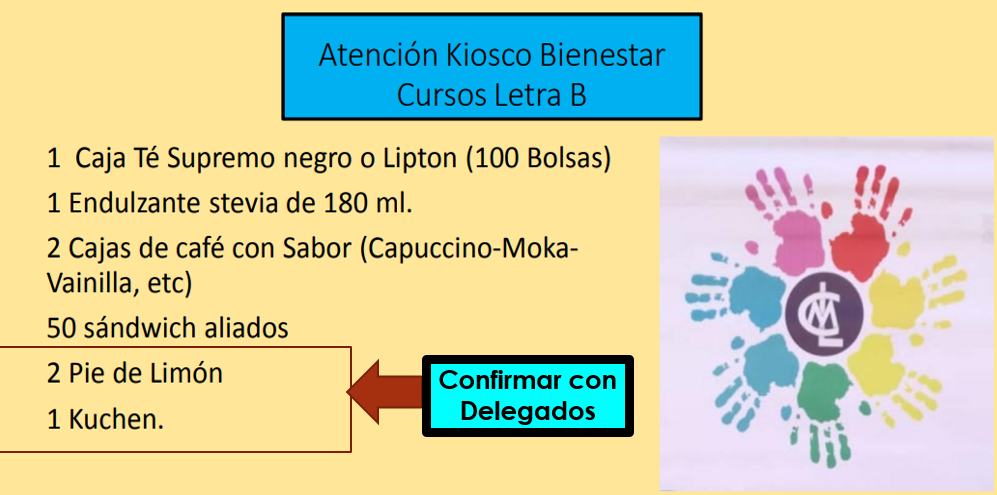 Atención Kiosco Bienestar
Cursos Letra B
1 Caja Té Supremo negro o Lipton (100 Bolsas)
1 Endulzante stevia de 180 ml.
2 Cajas de café con Sabor (Capuccino-Moka-
Vainilla, etc)
50 sándwich aliados
2 Pie de Limón
1 Kuchen.
Confirmar con
Delegados